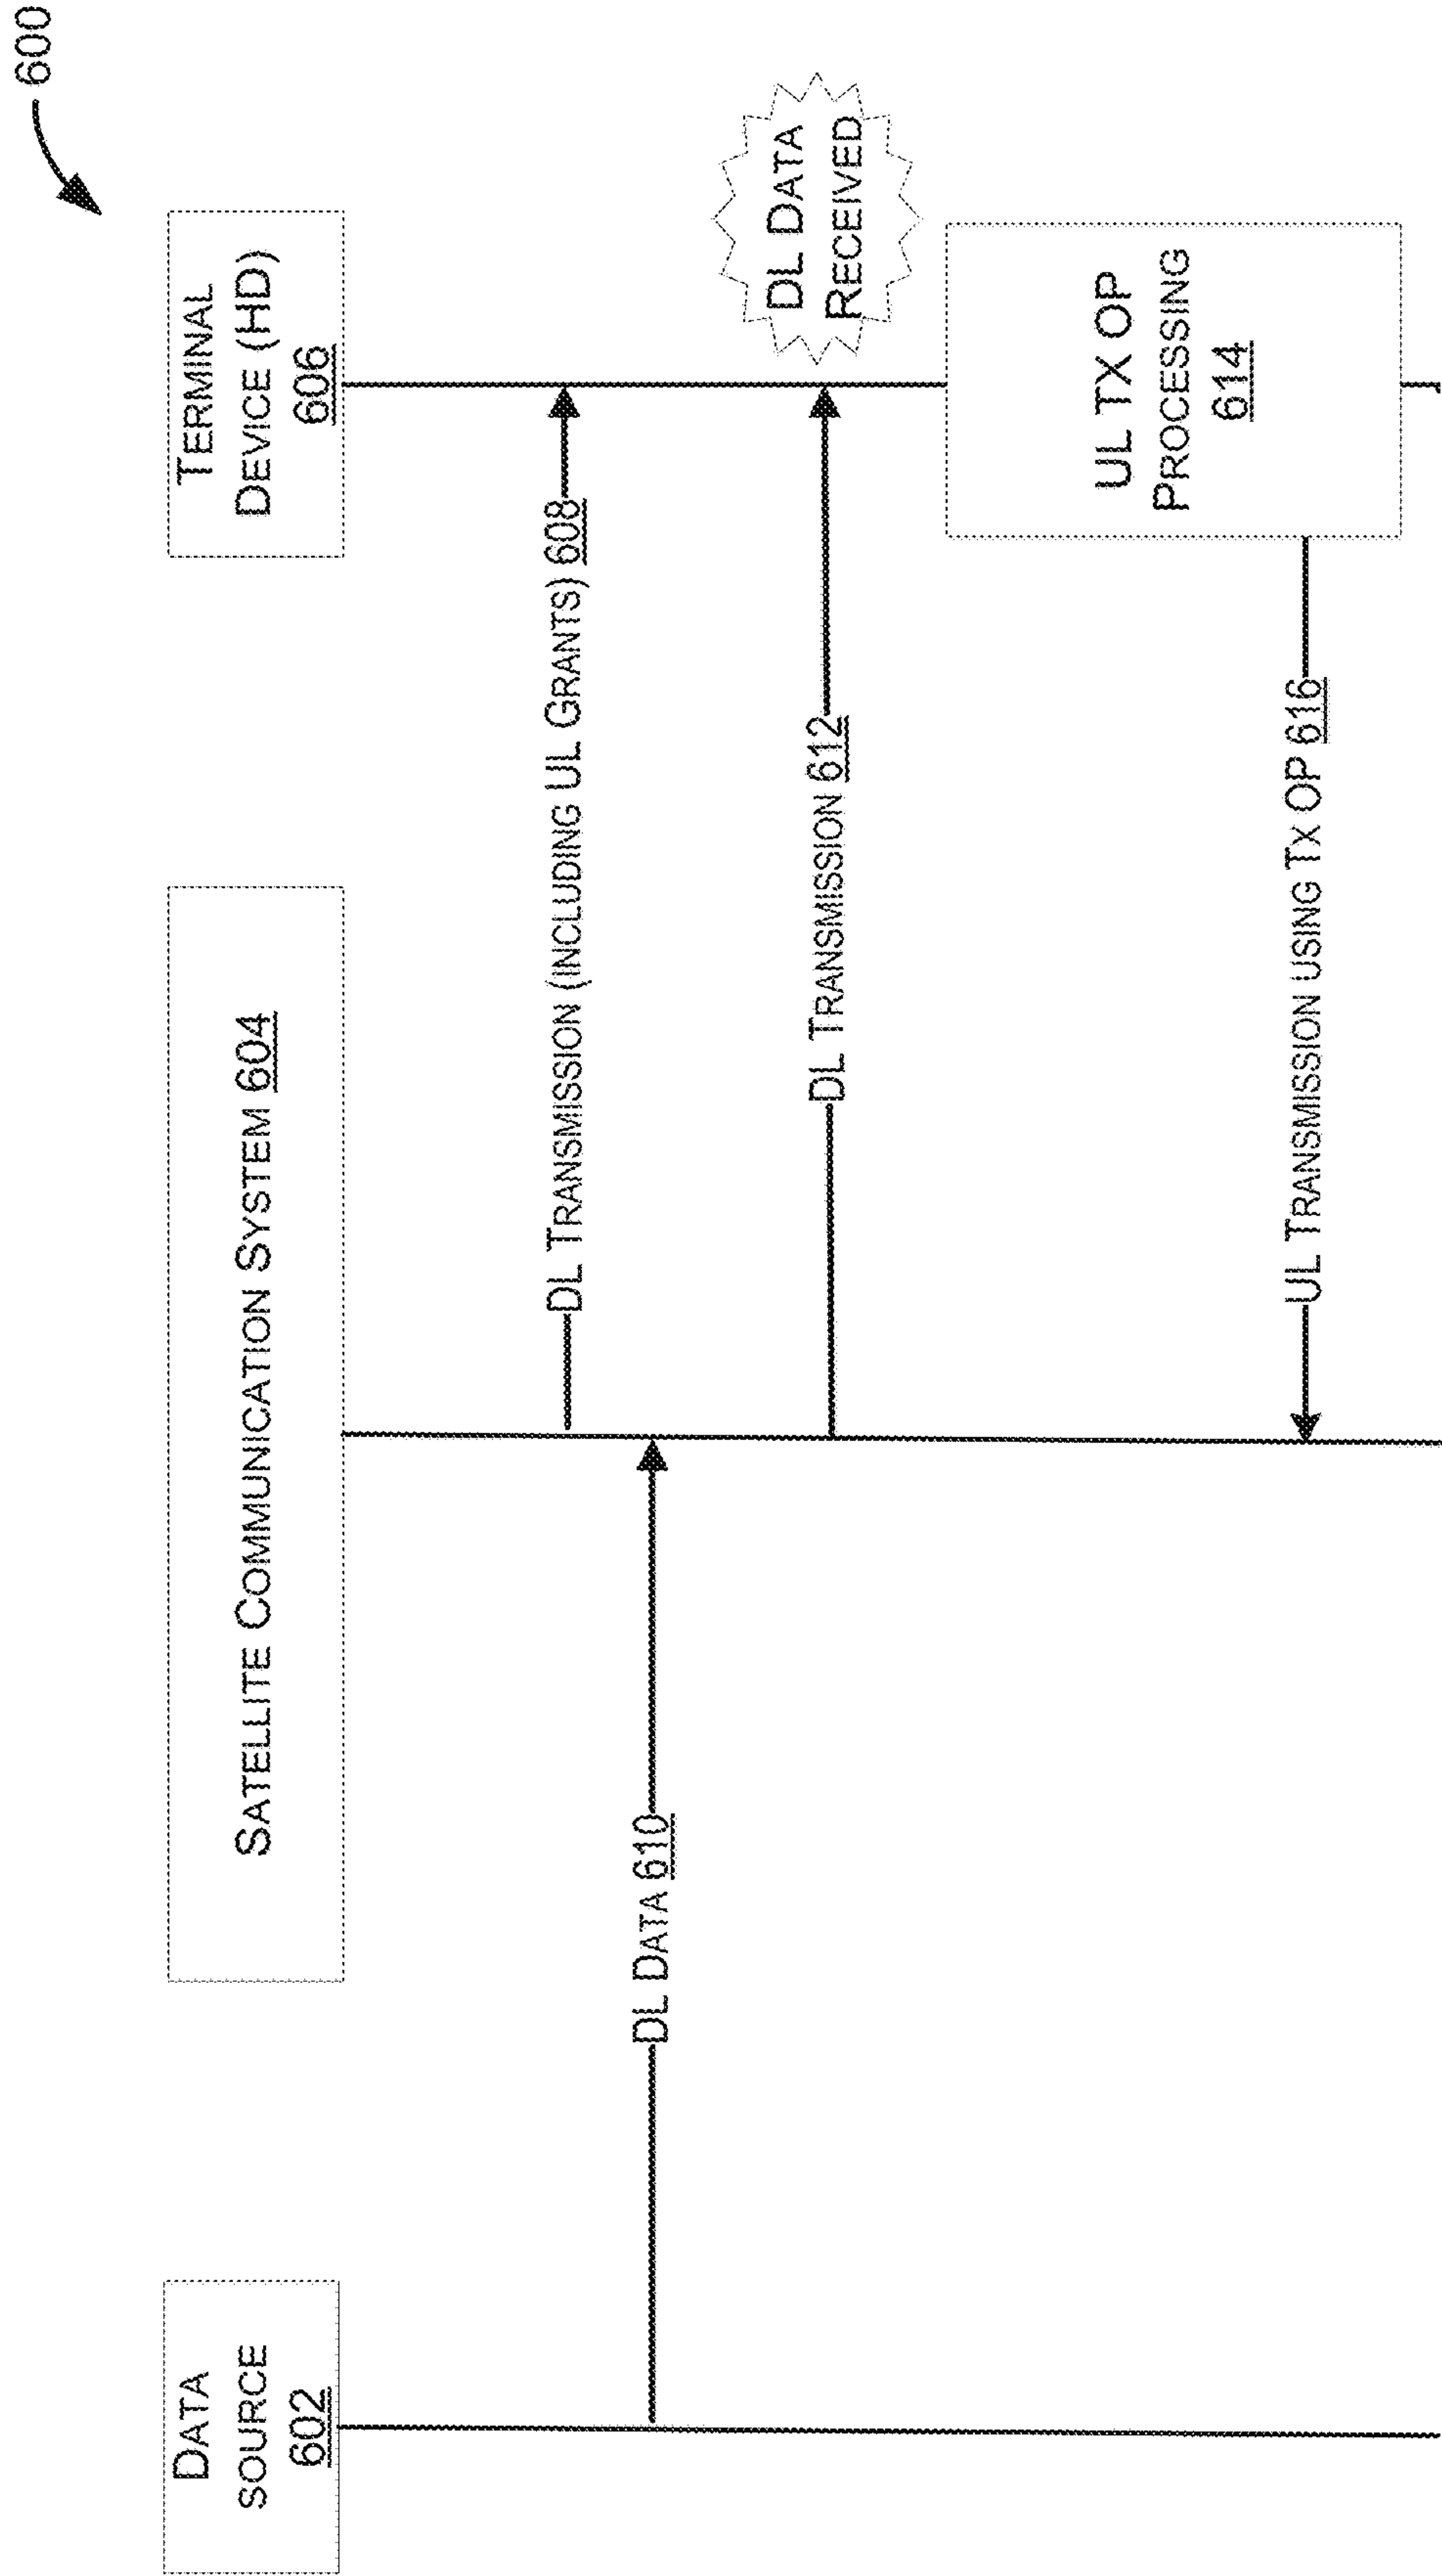 600
DATA
SOURCE
602
SATELLITE COMMUNICATION SYSTEM 604
TERMINAL
DEVICE (HD)
606
DL TRANSMISSION (INCLUDING UL GRANTS) 608
DL DATA 610
DL TRANSMISSION 612
DL DATA
RECEIVED
UL TX OP
PROCESSING
614
UL TRANSMISSION USING TX OP 616